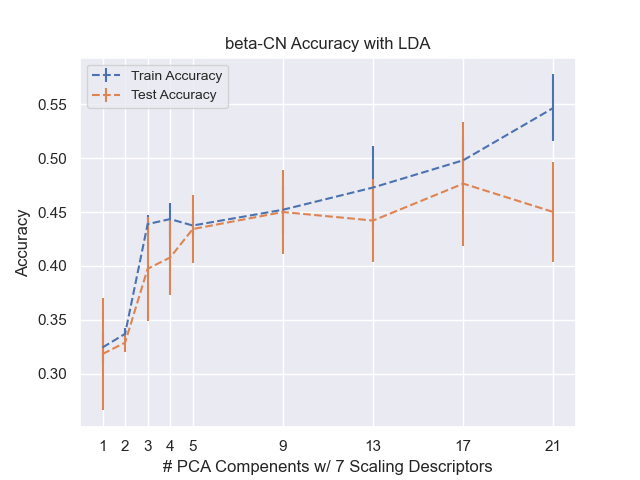 beta-CN Accuracy with LDA
Train Accuracy
Test Accuracy
0.55
0.50
0.45
0.40
0.35
0.30
Accuracy
1 2 3 4 5 9 13 17 21
# PCA Compenents w/ 7 Scaling Descriptors